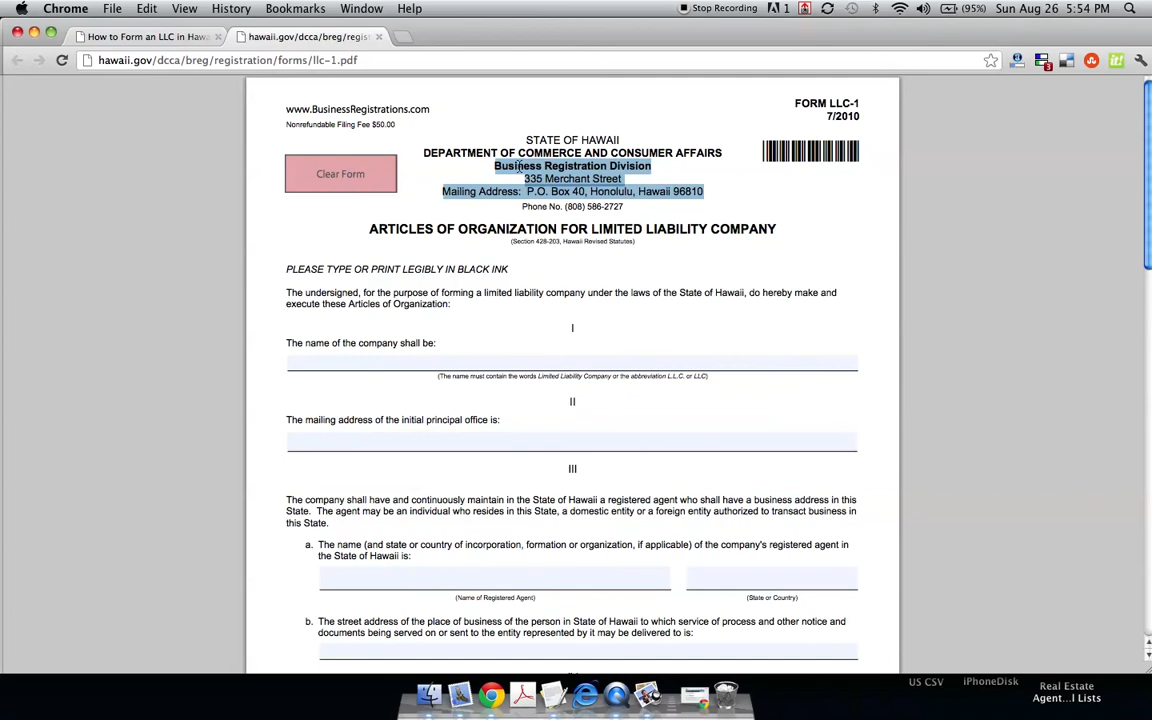 Chrome File Edit View History Bookmarks Window Help Stop Recording 1 (95%) Sun Aug 26 5:54 PM
How to Form an LLC in Hawa × hawaii.gov/dcca/breg/regist ×
hawaii.gov/dcca/breg/registration/forms/llc-1.pdf
www.BusinessRegistrations.com
Nonrefundable Filing Fee $50.00
FORM LLC-1
7/2010
Clear Form
STATE OF HAWAII
DEPARTMENT OF COMMERCE AND CONSUMER AFFAIRS
Business Registration Division
335 Merchant Street
Mailing Address: P.O. Box 40, Honolulu, Hawaii 96810
Phone No. (808) 586-2727
ARTICLES OF ORGANIZATION FOR LIMITED LIABILITY COMPANY
(Section 428-203, Hawaii Revised Statutes)
PLEASE TYPE OR PRINT LEGIBLY IN BLACK INK
The undersigned, for the purpose of forming a limited liability company under the laws of the State of Hawaii, do hereby make and
execute these Articles of Organization:
I
The name of the company shall be:
(The name must contain the words Limited Liability Company or the abbreviation L.L.C. or LLC)
II
The mailing address of the initial principal office is:
III
The company shall have and continuously maintain in the State of Hawaii a registered agent who shall have a business address in this
State. The agent may be an individual who resides in this State, a domestic entity or a foreign entity authorized to transact business in
this State.
a. The name (and state or country of incorporation, formation or organization, if applicable) of the company's registered agent in
the State of Hawaii is:
(Name of Registered Agent) (State or Country)
b. The street address of the place of business of the person in State of Hawaii to which service of process and other notice and
documents being served on or sent to the entity represented by it may be delivered to is:
US CSV iPhoneDisk Real Estate
Agent...l Lists